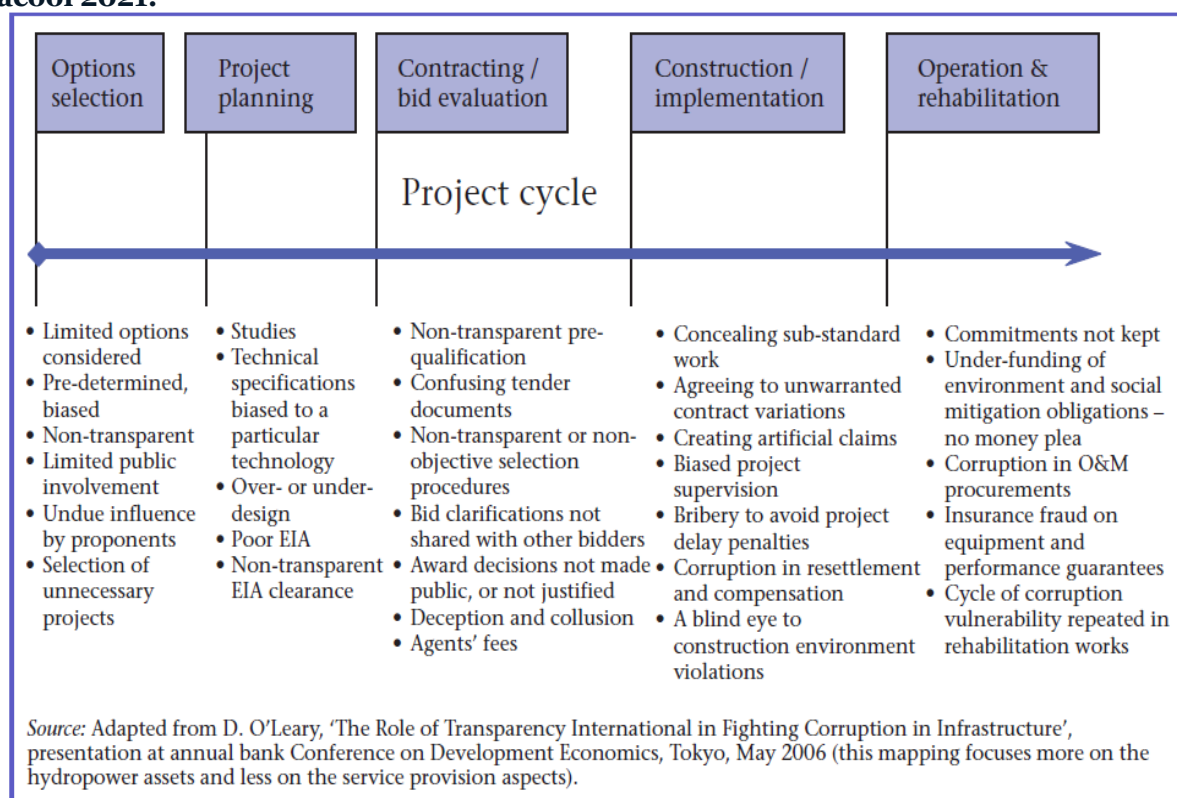 2021.
Options
selection
Project
planning
Contracting /
bid evaluation
Construction /
implementation
Operation &
rehabilitation
Project cycle
• Limited options
considered
• Pre-determined,
biased
• Non-transparent
• Limited public
involvement
• Undue influence
by proponents
• Selection of
unnecessary
projects
• Studies
• Technical
specifications
biased to a
particular
technology
• Over- or under-
design
• Poor EIA
• Non-transparent
EIA clearance
• Non-transparent pre-
qualification
• Confusing tender
documents
• Non-transparent or non-
objective selection
procedures
• Bid clarifications not
shared with other bidders
• Award decisions not made
public, or not justified
• Deception and collusion
• Agents' fees
• Concealing sub-standard
work
• Agreeing to unwarranted
contract variations
• Creating artificial claims
• Biased project
supervision
• Bribery to avoid project
delay penalties
• Corruption in resettlement
and compensation
• A blind eye to
construction environment
violations
• Commitments not kept
• Under-funding of
environment and social
mitigation obligations –
no money plea
• Corruption in O&M
procurements
• Insurance fraud on
equipment and
performance guarantees
• Cycle of corruption
vulnerability repeated in
rehabilitation works
Source: Adapted from D. O'Leary, 'The Role of Transparency International in Fighting Corruption in Infrastructure',
presentation at annual bank Conference on Development Economics, Tokyo, May 2006 (this mapping focuses more on the
hydropower assets and less on the service provision aspects).